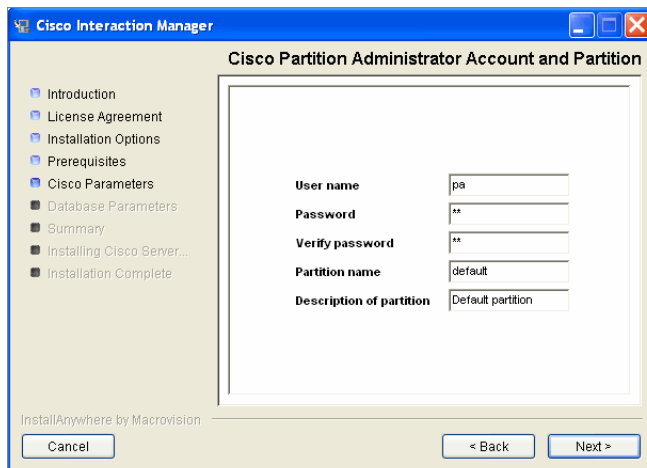 Cisco Interaction Manager
Cisco Partition Administrator Account and Partition
Introduction
License Agreement
Installation Options
Prerequisites
Cisco Parameters
Database Parameters
Summary
Installing Cisco Server...
Installation Complete
User name pa
Password **
Verify password **
Partition name default
Description of partition Default partition
InstallAnywhere by Macrovision
Cancel < Back Next >